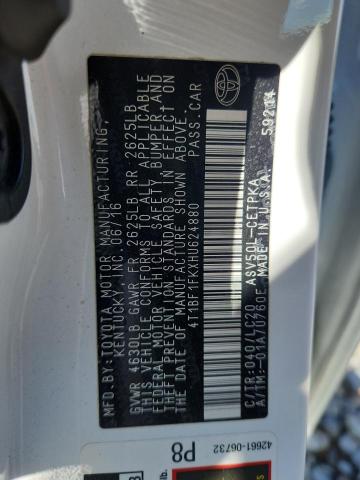 MFD. BY: TOYOTA MOTOR MANUFACTURING,
KENTUCKY, INC. 06/16
GVWR 4630LB GAWR FR 2625LB RR 2625LB
THIS VEHICLE CONFORMS TO ALL APPLICABLE
FEDERAL MOTOR VEHICLE SAFETY, BUMPER, AND
THEFT PREVENTION STANDARDS IN EFFECT ON
THE DATE OF MANUFACTURE SHOWN ABOVE.
4T1BF1FKXHU624880 PASS.CAR
C/TR:040/LC20 ASV50L-CETPKA
A/TM:-01A/U760E MADE IN U.S.A. 59214
42661-06732
P8
lb.